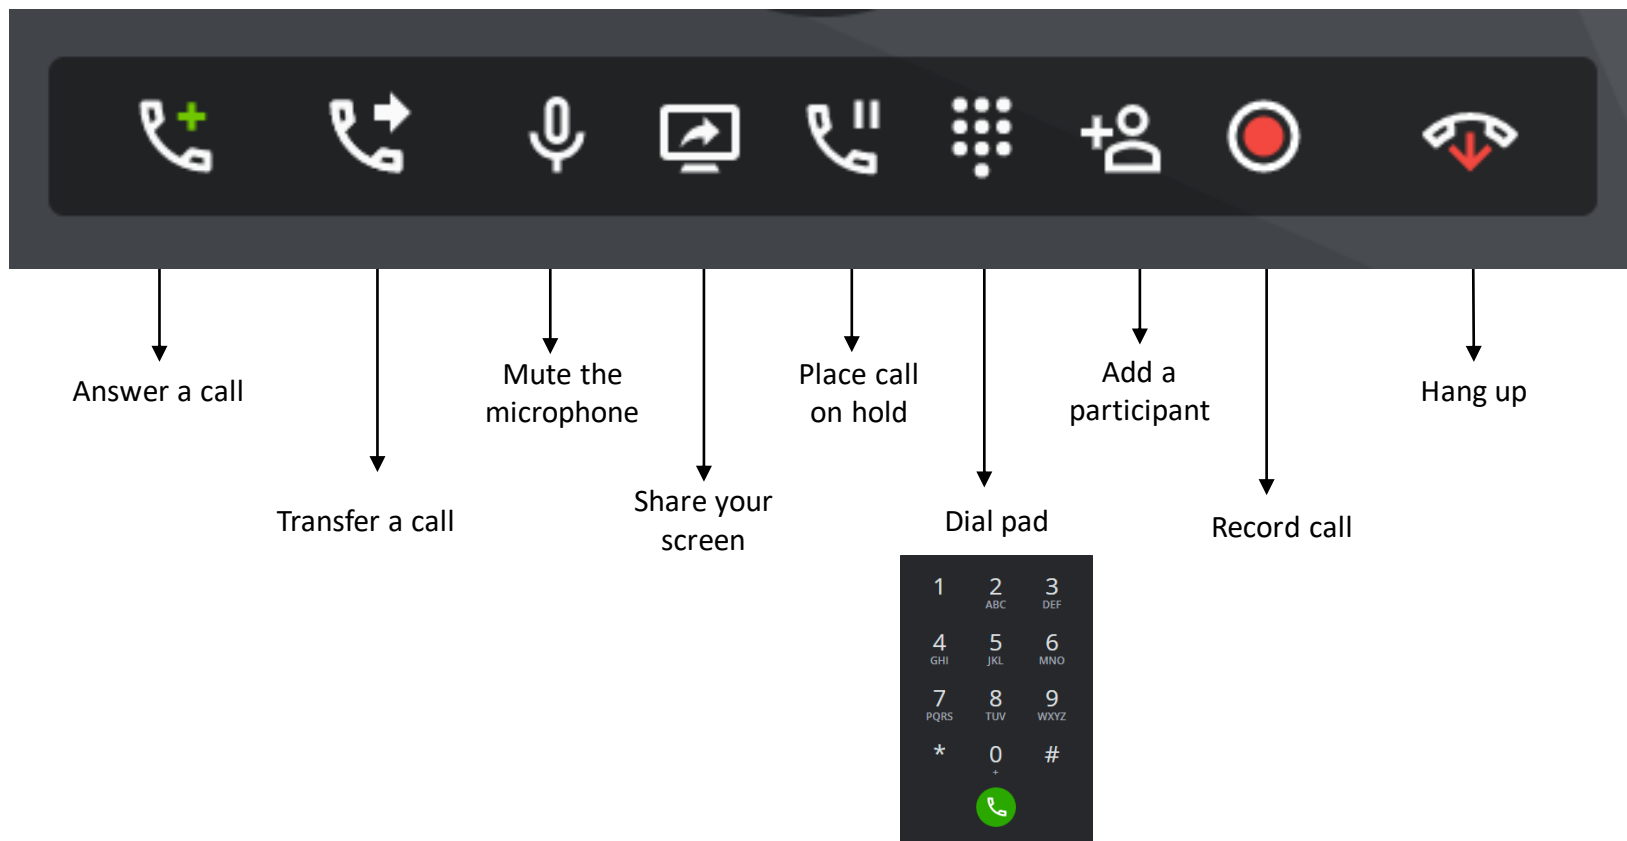 Answer a call
Transfer a call
Mute the
microphone
Share your
screen
Place call
on hold
Dial pad
Add a
participant
Record call
Hang up
1 2 3
ABC DEF
4 5 6
GHI JKL MNO
7 8 9
PQRS TUV WXYZ
* 0 #
+